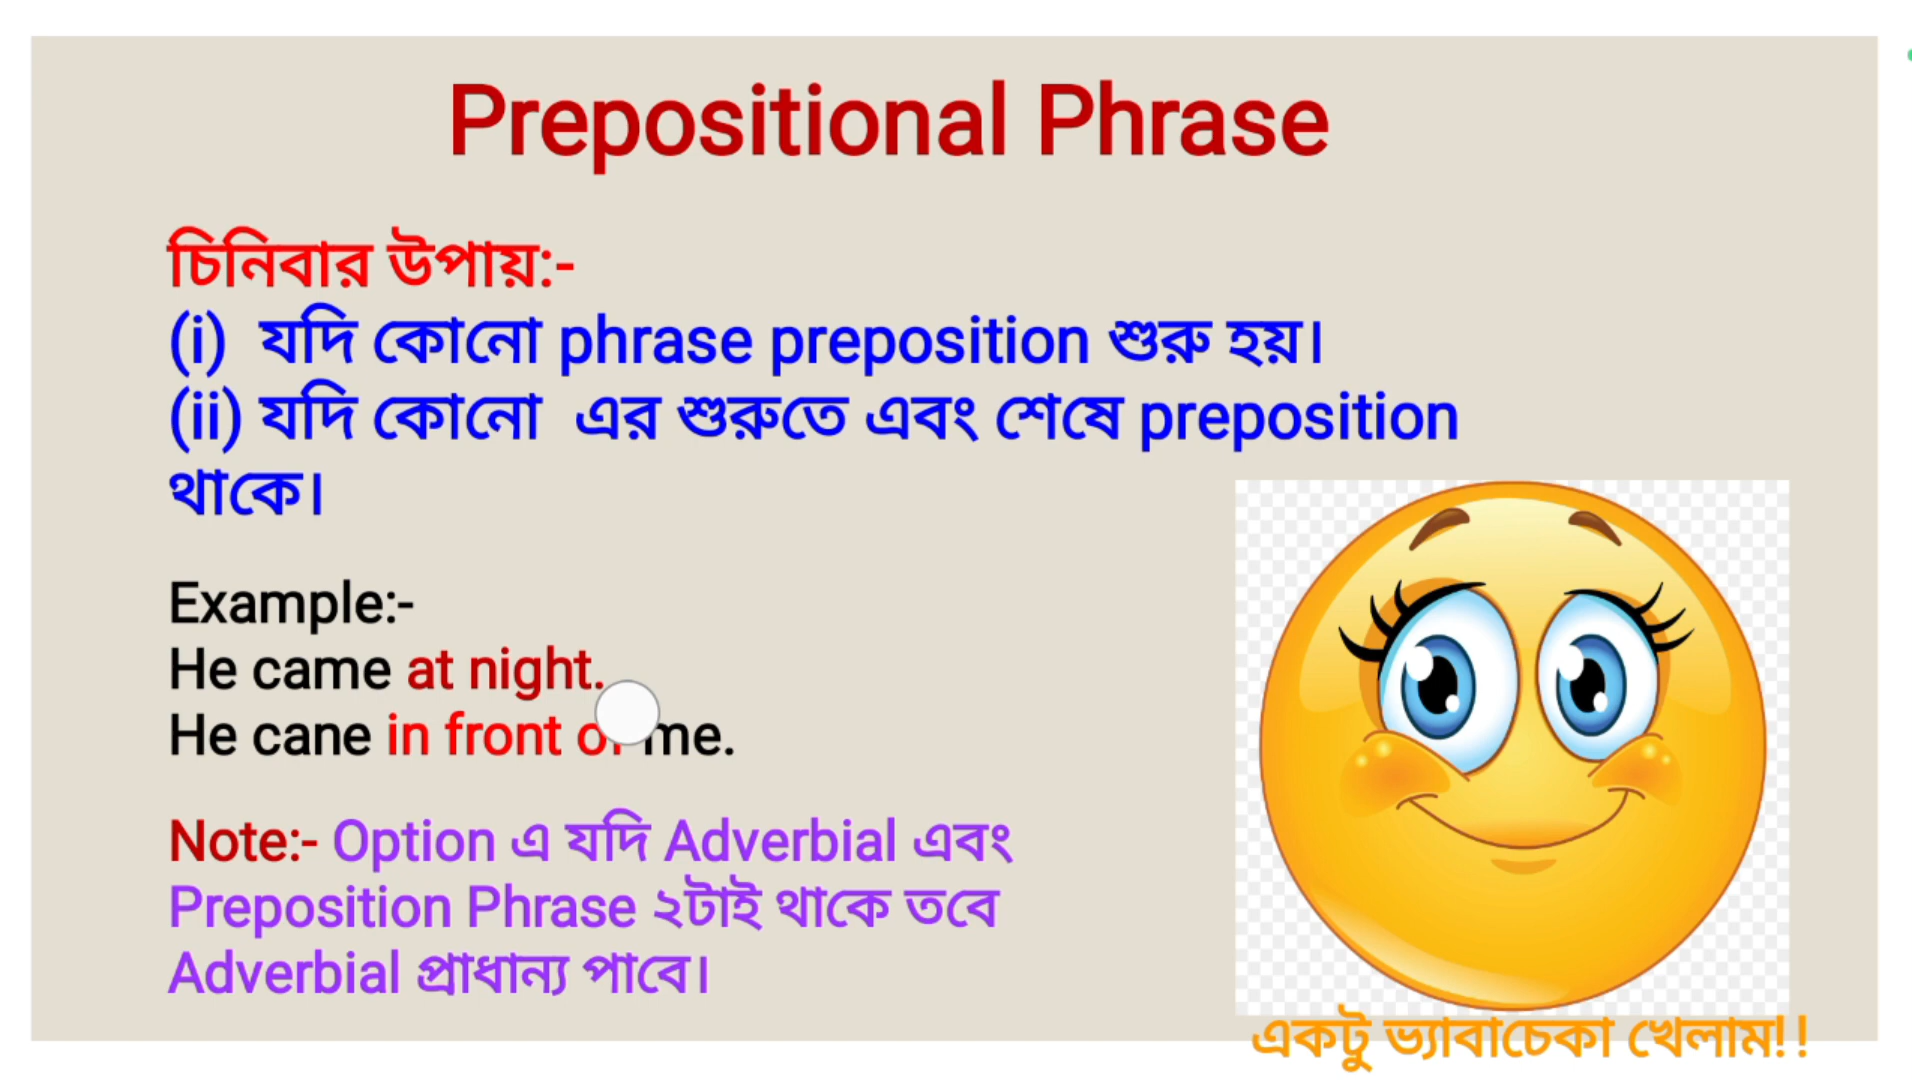 Prepositional Phrase
চিনিবার উপায়:-
(i) যদি কোনো phrase preposition শুরু হয়।
(ii) যদি কোনো এর শুরুতে এবং শেষে preposition
থাকে।
Example:-
He came at night.
He cane in front of me.
Note:- Option এ যদি Adverbial এবং
Preposition Phrase ২টাই থাকে তবে
Adverbial প্রাধান্য পাবে।
একটু ভ্যাবাচেকা খেলাম!!